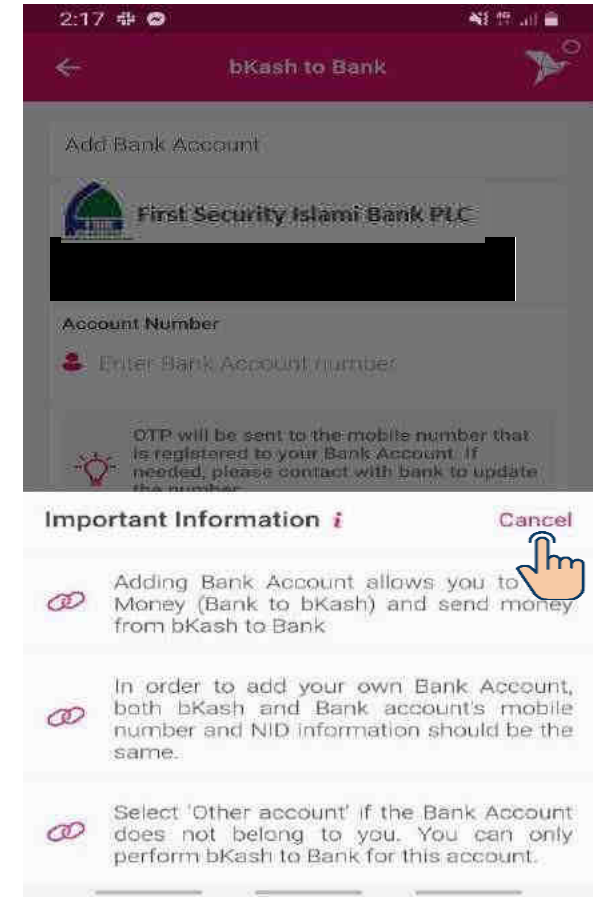 2:17
bKash to Bank
Add Bank Account
First Security Islami Bank PLC
Account Number
Enter Bank Account number
OTP will be sent to the mobile number that
is registered to your Bank Account. If
needed, please contact with bank to update
the number
Important Information i
Cancel
Adding Bank Account allows you to
Money (Bank to bKash) and send money
from bKash to Bank
In order to add your own Bank Account,
both bKash and Bank account's mobile
number and NID information should be the
same.
Select 'Other account' if the Bank Account
does not belong to you. You can only
perform bKash to Bank for this account.